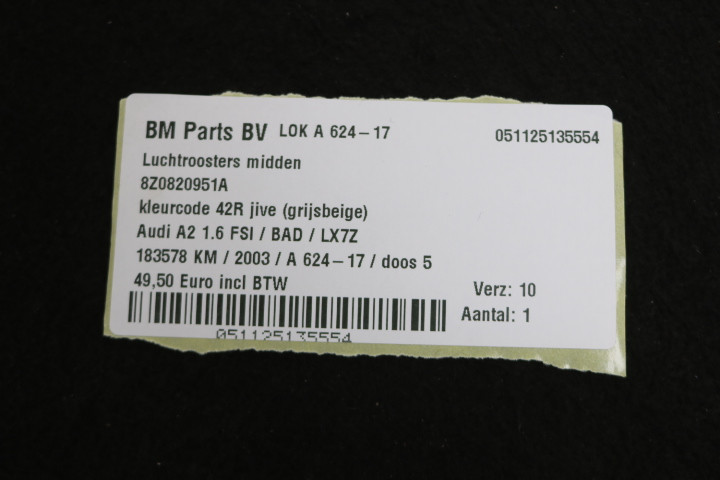 BM Parts BV LOK A 624-17 051125135554
Luchtroosters midden
8Z0820951A
kleurcode 42R jive (grijsbeige)
Audi A2 1.6 FSI / BAD / LX7Z
183578 KM / 2003 / A 624-17 / doos 5
49,50 Euro incl BTW
Verz: 10
Aantal: 1
051125135554